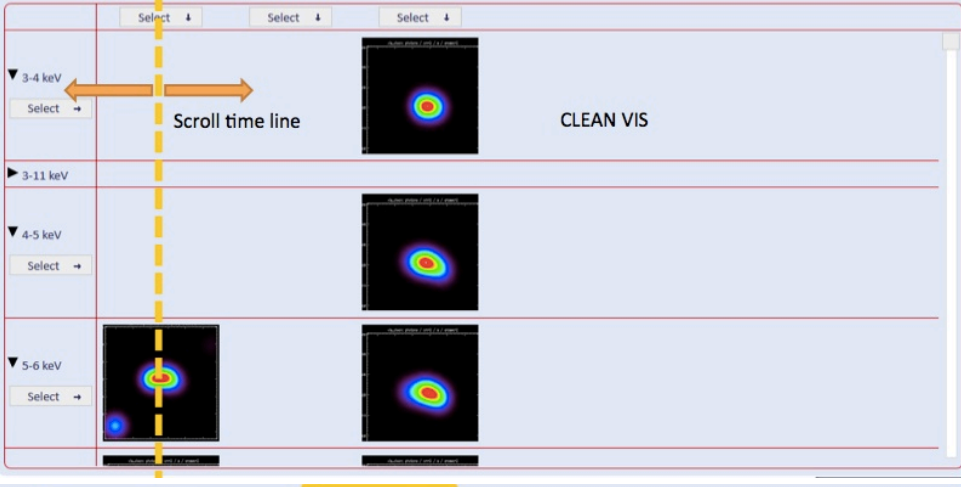 Select ↓ Select ↓ Select ↓
3-4 keV
Select →
Scroll time line
CLEAN VIS
3-11 keV
4-5 keV
Select →
5-6 keV
Select →